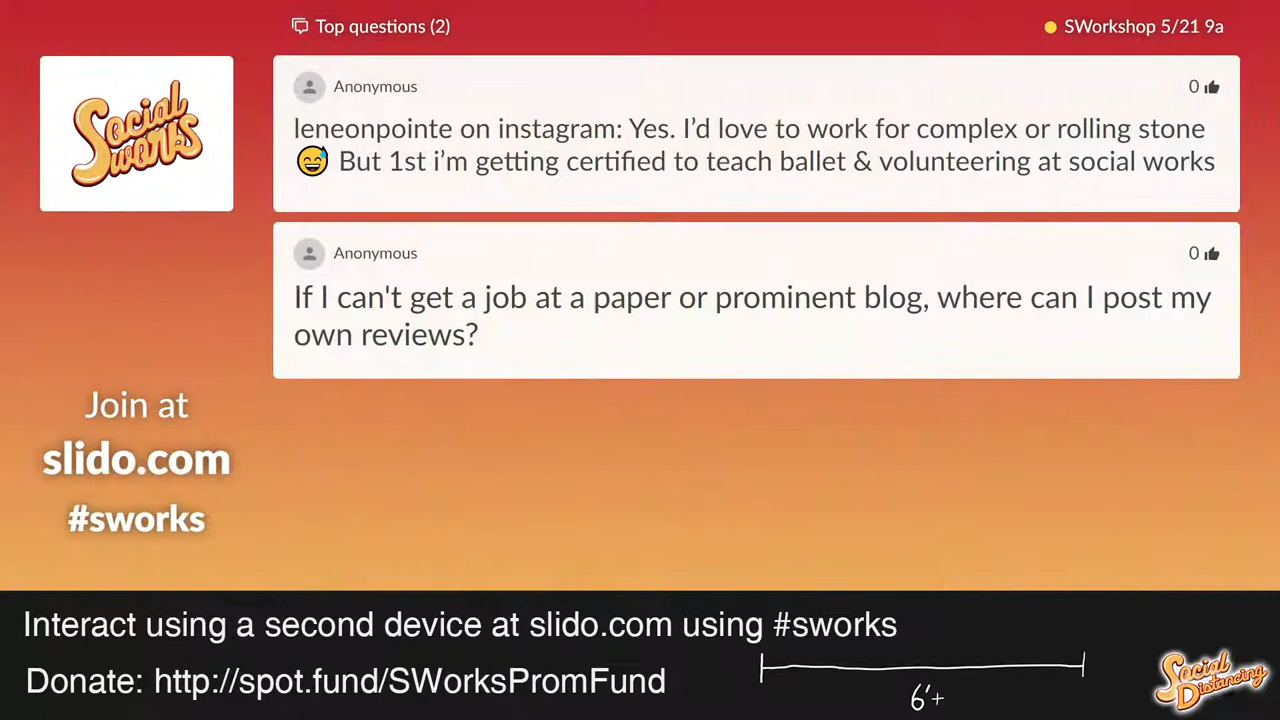 Top questions (2)
SWorkshop 5/21 9a
Social
Works
Anonymous
0
leneonpointe on instagram: Yes. I’d love to work for complex or rolling stone
😅 But 1st i’m getting certified to teach ballet & volunteering at social works
Anonymous
0
If I can't get a job at a paper or prominent blog, where can I post my
own reviews?
Join at
slido.com
#sworks
Interact using a second device at slido.com using #sworks
Donate: http://spot.fund/SWorksPromFund
6'+
Social
Distancing